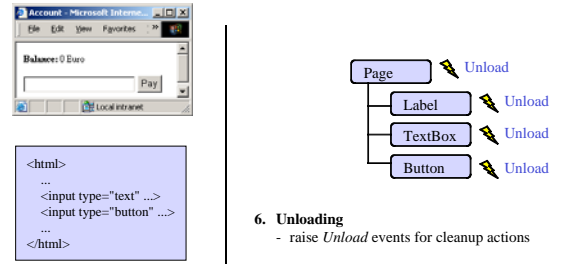 Account - Microsoft Interne...
File Edit View Favorites »
Balance: 0 Euro
Pay
Local intranet
<html>
...
<input type="text" ...>
<input type="button" ...>
...
</html>
Page Unload
Label Unload
TextBox Unload
Button Unload
6. Unloading
- raise Unload events for cleanup actions